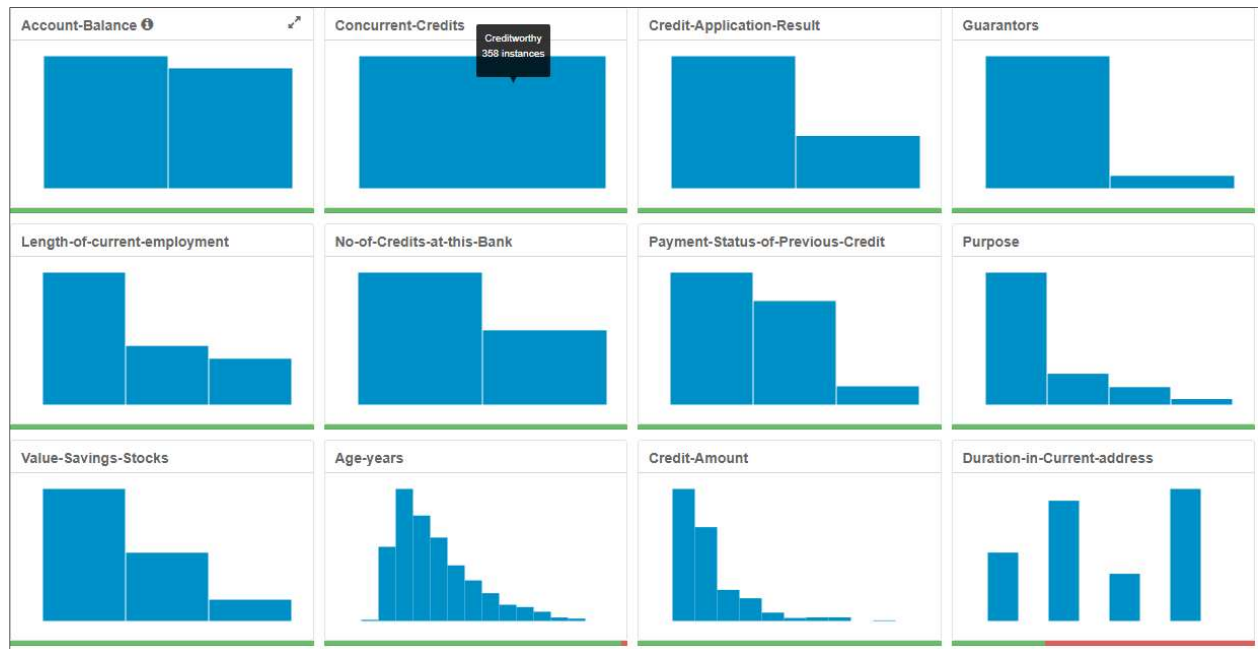 Account-Balance
Concurrent-Credits
Credit-Application-Result
Guarantors
Creditworthy
358 instances
Length-of-current-employment
No-of-Credits-at-this-Bank
Payment-Status-of-Previous-Credit
Purpose
Value-Savings-Stocks
Age-years
Credit-Amount
Duration-in-Current-address